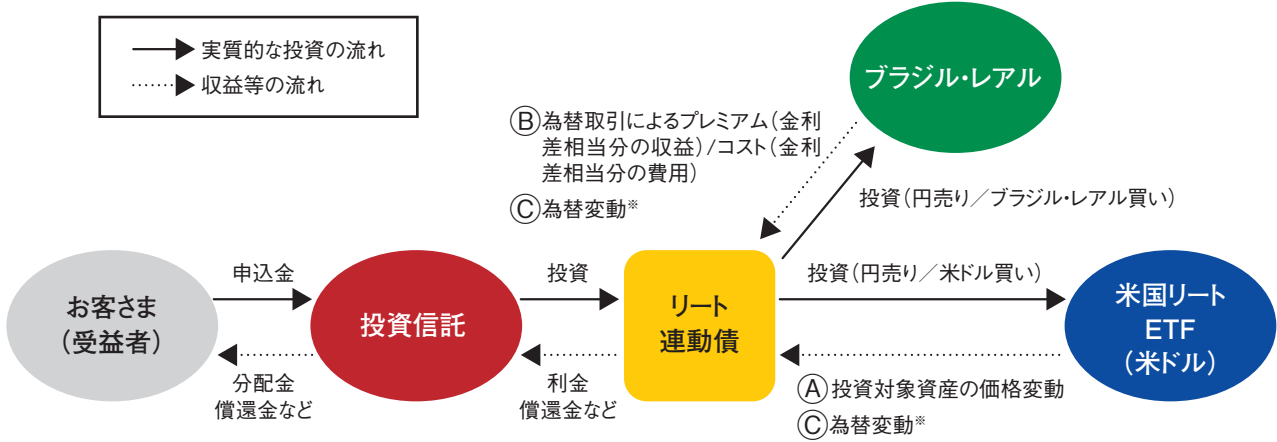 実質的な投資の流れ
収益等の流れ
ブラジル・レアル
Ⓑ為替取引によるプレミアム(金利
差相当分の収益)/コスト(金利
差相当分の費用)
Ⓒ為替変動※
投資(円売り/ブラジル・レアル買い)
お客さま
(受益者)
申込金
分配金
償還金など
投資信託
投資
利金
償還金など
リート
連動債
投資(円売り/米ドル買い)
Ⓐ投資対象資産の価格変動
Ⓒ為替変動※
米国リート
ETF
(米ドル)